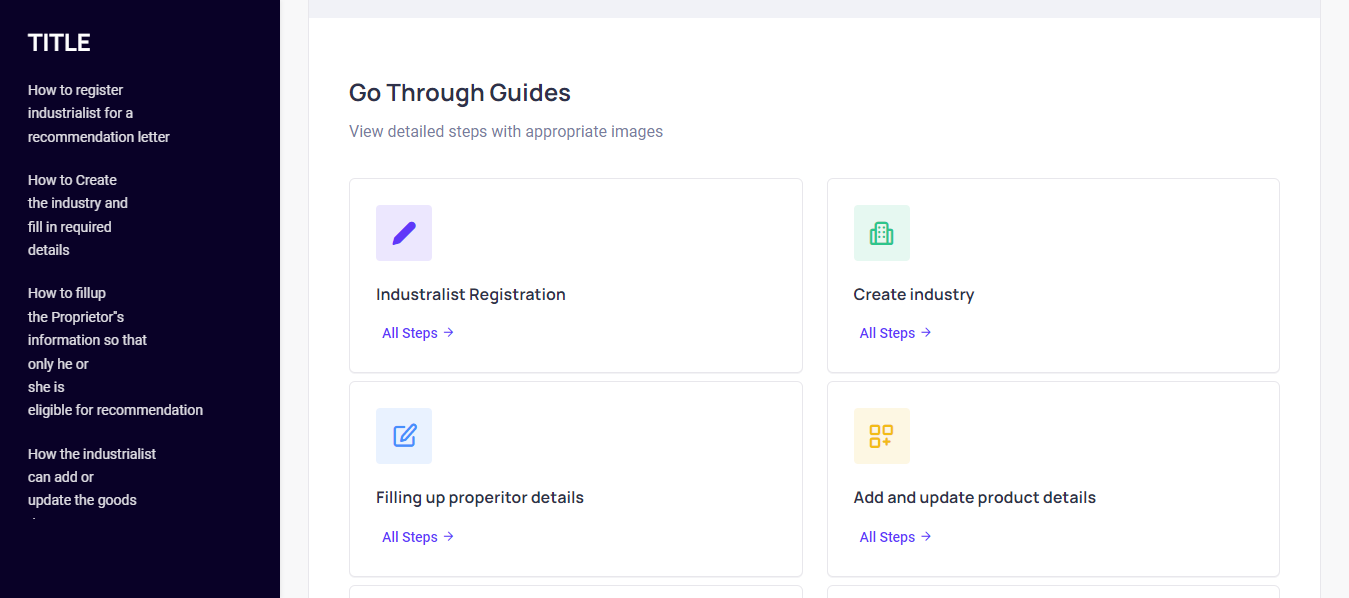 TITLE
How to register
industrialist for a
recommendation letter
How to Create
the industry and
fill in required
details
How to fillup
the Proprietor"s
information so that
only he or
she is
eligible for recommendation
How the industrialist
can add or
update the goods
Go Through Guides
View detailed steps with appropriate images
Industralist Registration
All Steps →
Create industry
All Steps →
Filling up properitor details
All Steps →
Add and update product details
All Steps →